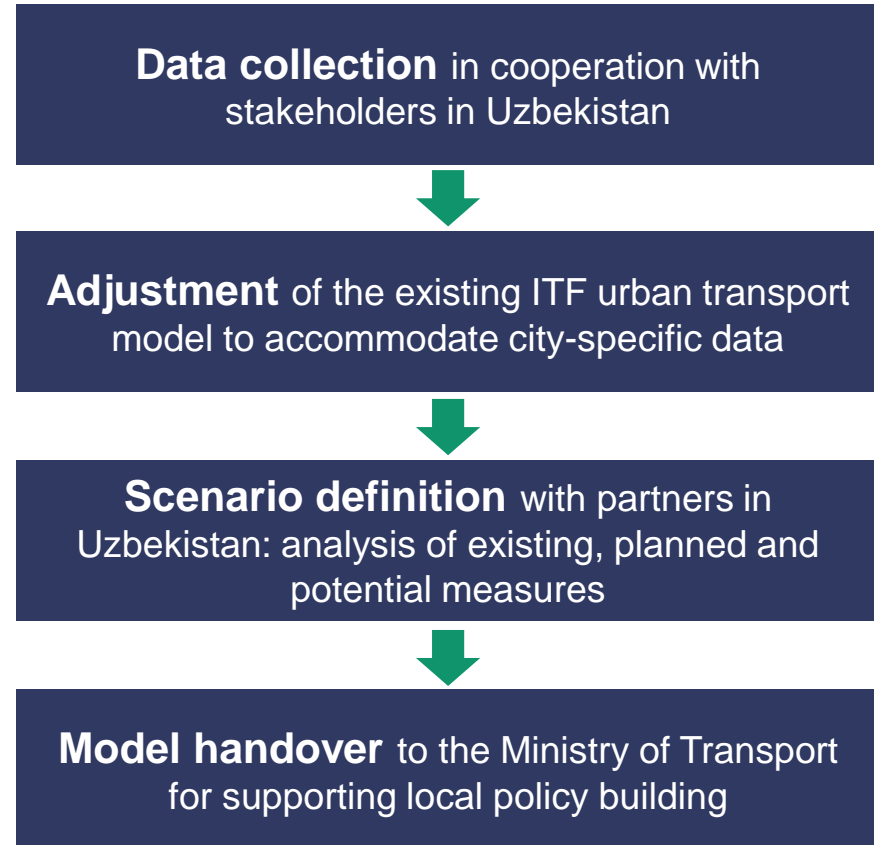 Data collection in cooperation with
stakeholders in Uzbekistan
Adjustment of the existing ITF urban transport
model to accommodate city-specific data
Scenario definition with partners in
Uzbekistan: analysis of existing, planned and
potential measures
Model handover to the Ministry of Transport
for supporting local policy building